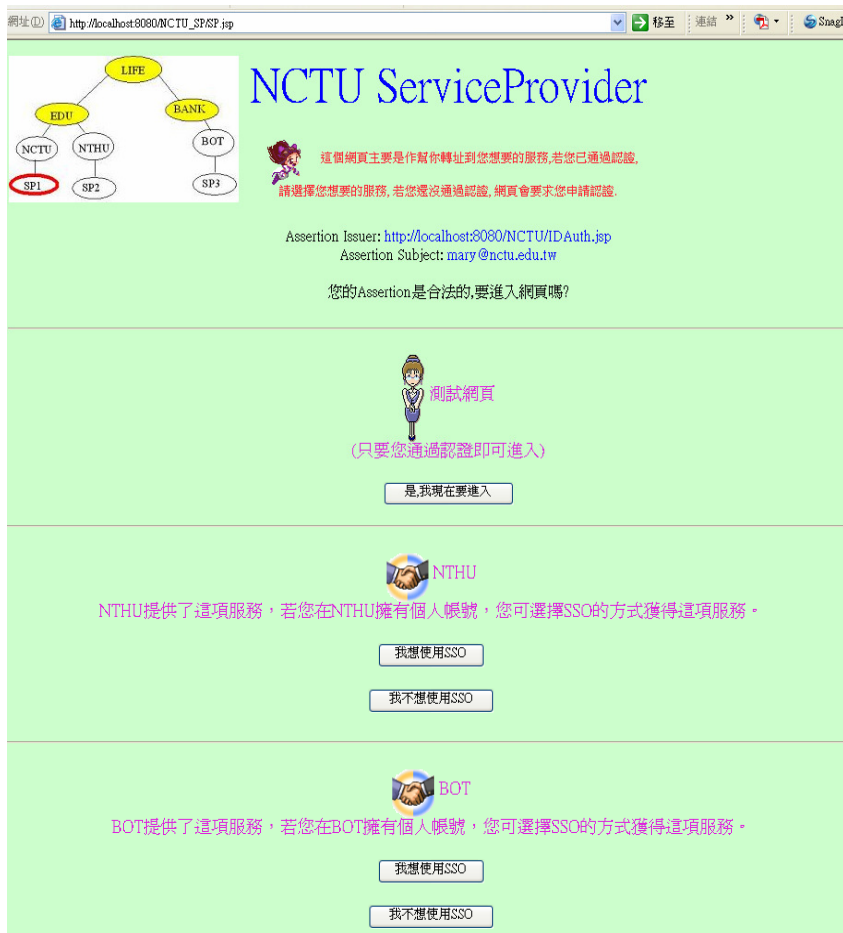 網址(D) http://localhost:8080/NCTU_SP/SP.jsp 移至 連結 »
LIFE
EDU BANK
NCTU NTHU BOT
SP1 SP2 SP3
NCTU ServiceProvider
這個網頁主要是作幫你轉址到您想要的服務,若您已通過認證,
請選擇您想要的服務, 若您還沒通過認證, 網頁會要求您申請認證.
Assertion Issuer: http://localhost:8080/NCTU/IDAuth.jsp
Assertion Subject: mary@nctu.edu.tw
您的Assertion是合法的,要進入網頁嗎?
測試網頁
(只要您通過認證即可進入)
是,我現在要進入
NTHU
NTHU提供了這項服務，若您在NTHU擁有個人帳號，您可選擇SSO的方式獲得這項服務。
我想使用SSO
我不想使用SSO
BOT
BOT提供了這項服務，若您在BOT擁有個人帳號，您可選擇SSO的方式獲得這項服務。
我想使用SSO
我不想使用SSO